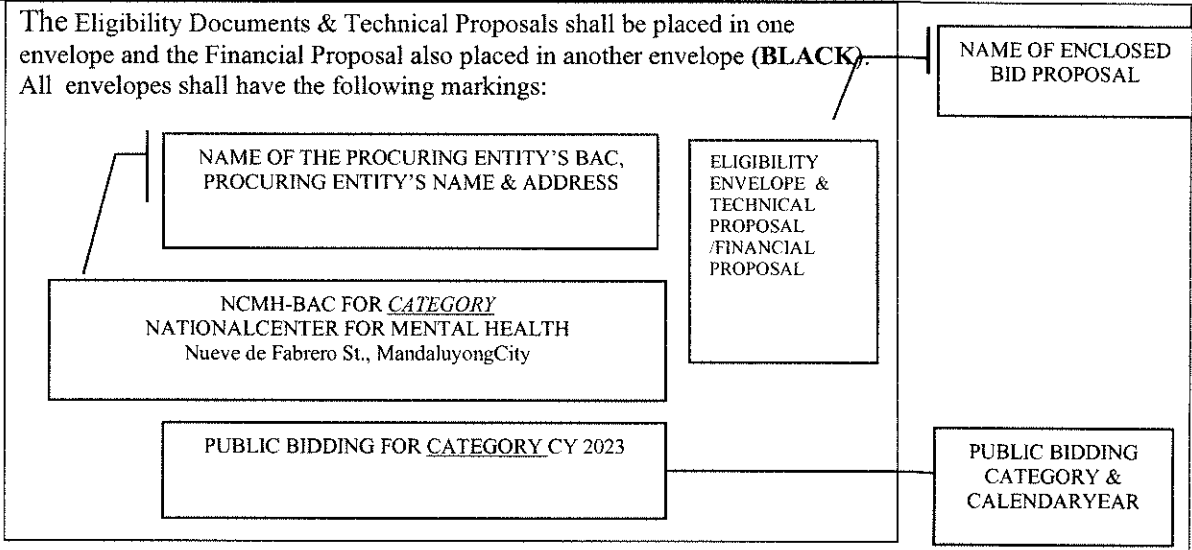 The Eligibility Documents & Technical Proposals shall be placed in one
envelope and the Financial Proposal also placed in another envelope (BLACK).
All envelopes shall have the following markings:
NAME OF ENCLOSED
BID PROPOSAL
NAME OF THE PROCURING ENTITY'S BAC,
PROCURING ENTITY'S NAME & ADDRESS
ELIGIBILITY
ENVELOPE &
TECHNICAL
PROPOSAL
/FINANCIAL
PROPOSAL
NCMH-BAC FOR CATEGORY
NATIONALCENTER FOR MENTAL HEALTH
Nueve de Fabrero St., MandaluyongCity
PUBLIC BIDDING FOR CATEGORY CY 2023
PUBLIC BIDDING
CATEGORY &
CALENDARYEAR